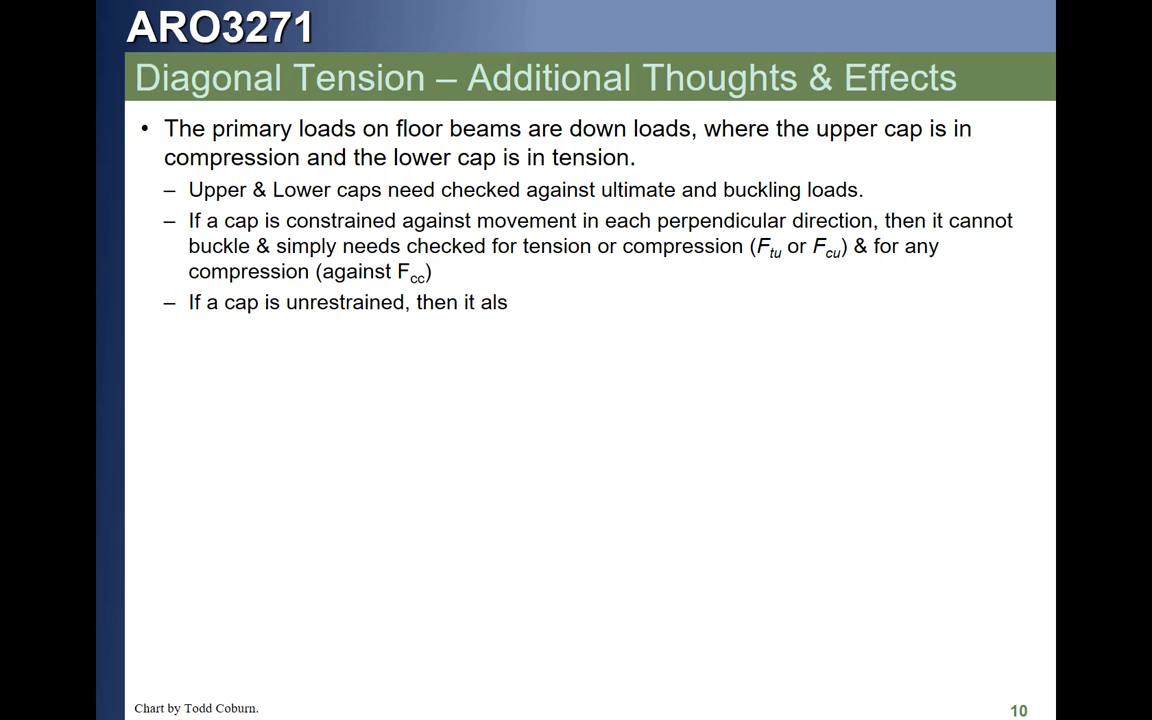 ARO3271
Diagonal Tension – Additional Thoughts & Effects
• The primary loads on floor beams are down loads, where the upper cap is in
compression and the lower cap is in tension.
– Upper & Lower caps need checked against ultimate and buckling loads.
– If a cap is constrained against movement in each perpendicular direction, then it cannot
buckle & simply needs checked for tension or compression (Ftu or Fcu) & for any
compression (against Fcc)
– If a cap is unrestrained, then it als
Chart by Todd Coburn.
10